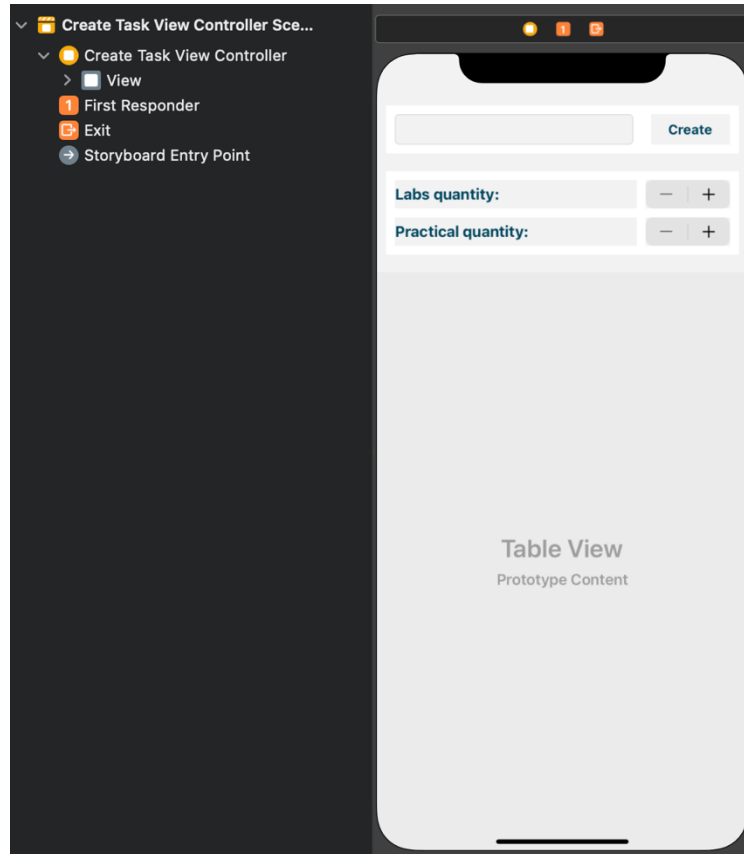 Create Task View Controller Sce...
Create Task View Controller
View
1 First Responder
Exit
Storyboard Entry Point
1
Create
Labs quantity:
Practical quantity:
Table View
Prototype Content